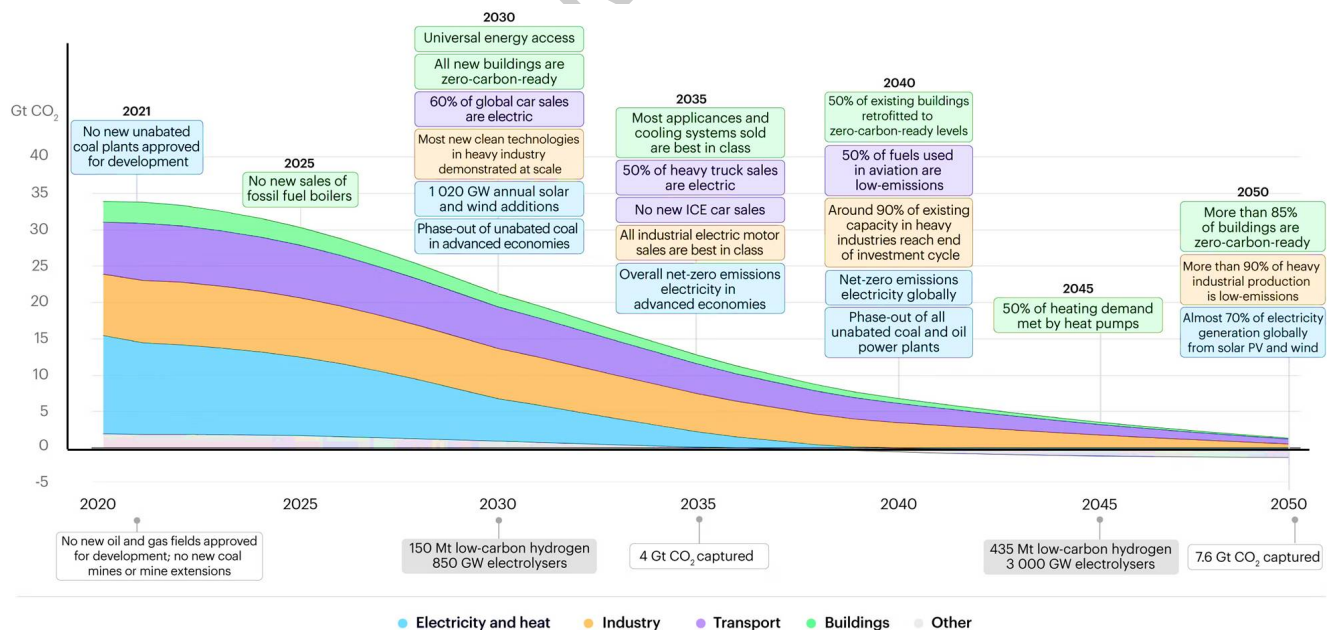 Gt CO2
40
35
30
25
20
15
10
5
0
-5
2021
No new unabated
coal plants approved
for development
2025
No new sales of
fossil fuel boilers
2030
Universal energy access
All new buildings are
zero-carbon-ready
60% of global car sales
are electric
Most new clean technologies
in heavy industry
demonstrated at scale
1 020 GW annual solar
and wind additions
Phase-out of unabated coal
in advanced economies
2035
Most applicances and
cooling systems sold
are best in class
50% of heavy truck sales
are electric
No new ICE car sales
All industrial electric motor
sales are best in class
Overall net-zero emissions
electricity in
advanced economies
2040
50% of existing buildings
retrofitted to
zero-carbon-ready levels
50% of fuels used
in aviation are
low-emissions
Around 90% of existing
capacity in heavy
industries reach end
of investment cycle
Net-zero emissions
electricity globally
Phase-out of all
unabated coal and oil
power plants
2045
50% of heating demand
met by heat pumps
2050
More than 85%
of buildings are
zero-carbon-ready
More than 90% of heavy
industrial production
is low-emissions
Almost 70% of electricity
generation globally
from solar PV and wind
2020 2025 2030 2035 2040 2045 2050
No new oil and gas fields approved
for development; no new coal
mines or mine extensions
150 Mt low-carbon hydrogen
850 GW electrolysers
4 Gt CO2 captured
435 Mt low-carbon hydrogen
3 000 GW electrolysers
7.6 Gt CO2 captured
Electricity and heat Industry Transport Buildings Other